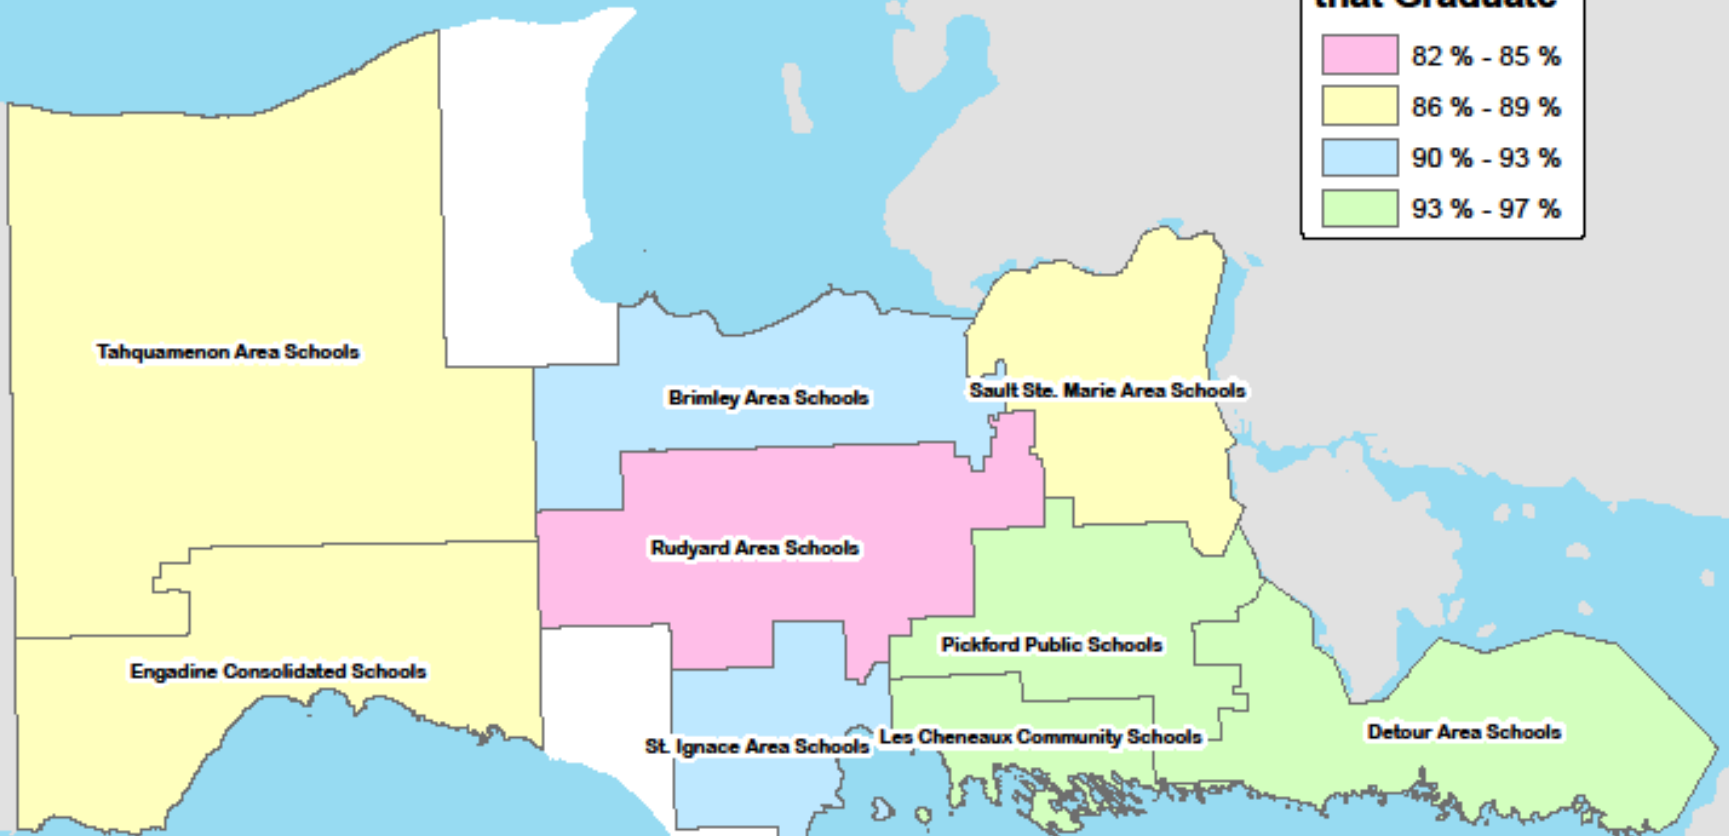 that Graduate
82 % - 85 %
86 % - 89 %
90 % - 93 %
93 % - 97 %
Tahquamenon Area Schools
Brimley Area Schools
Sault Ste. Marie Area Schools
Rudyard Area Schools
Pickford Public Schools
Engadine Consolidated Schools
St. Ignace Area Schools
Les Cheneaux Community Schools
Detour Area Schools